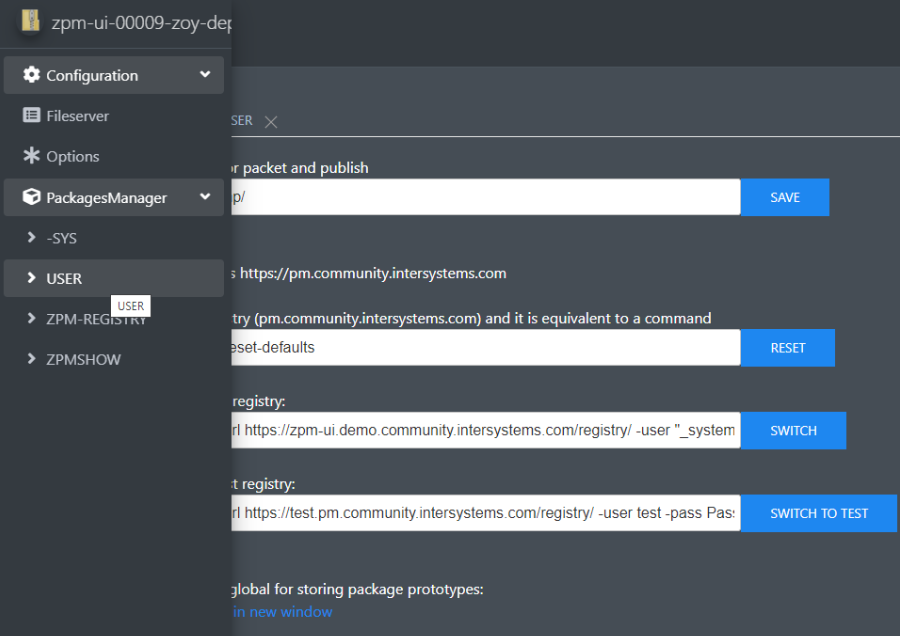 zpm-ui-00009-zoy-dep
Configuration
Fileserver
Options
PackagesManager
-SYS
USER
USER
ZPM-REGISTRY
ZPMSHOW
SER
or packet and publish
p/
SAVE
s https://pm.community.intersystems.com
try (pm.community.intersystems.com) and it is equivalent to a command
eset-defaults
RESET
registry:
rl https://zpm-ui.demo.community.intersystems.com/registry/ -user "_system
SWITCH
st registry:
rl https://test.pm.community.intersystems.com/registry/ -user test -pass Pas
SWITCH TO TEST
global for storing package prototypes:
in new window